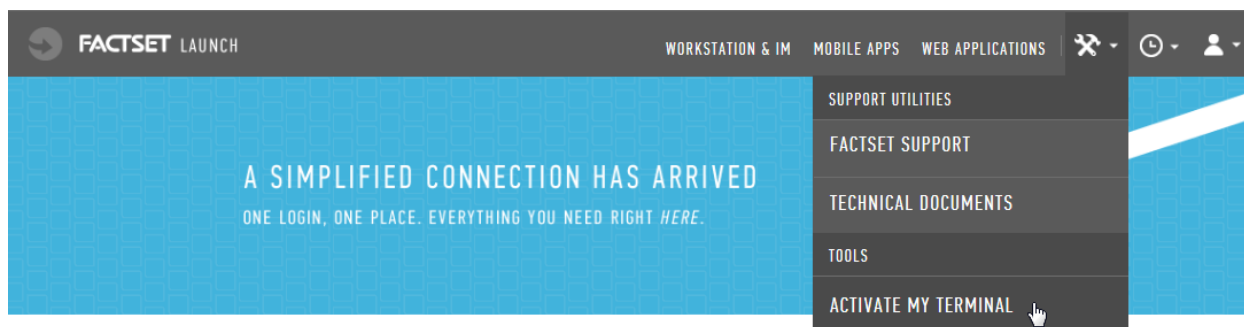 FACTSET LAUNCH
WORKSTATION & IM MOBILE APPS WEB APPLICATIONS
SUPPORT UTILITIES
FACTSET SUPPORT
TECHNICAL DOCUMENTS
TOOLS
ACTIVATE MY TERMINAL
A SIMPLIFIED CONNECTION HAS ARRIVED
ONE LOGIN, ONE PLACE. EVERYTHING YOU NEED RIGHT HERE.